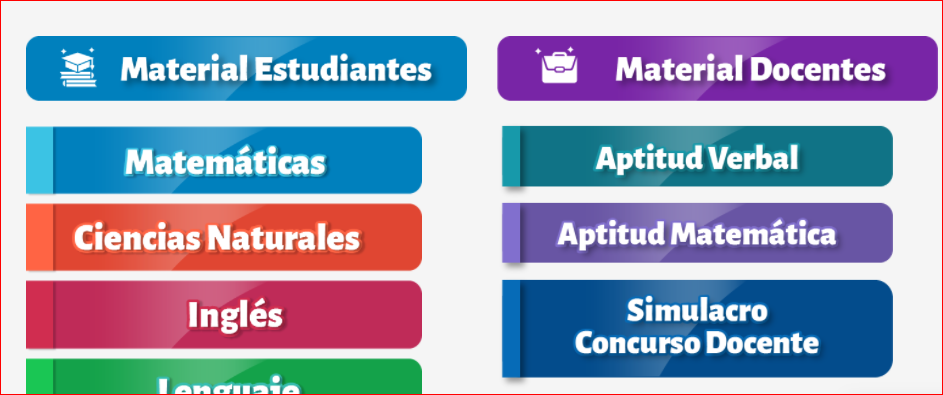 Material Estudiantes
Matemáticas
Ciencias Naturales
Inglés
Lenguaje
Material Docentes
Aptitud Verbal
Aptitud Matemática
Simulacro
Concurso Docente